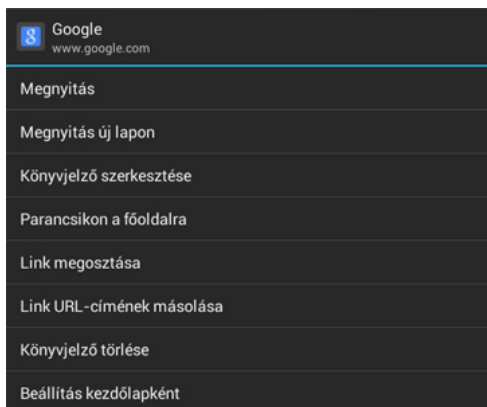 Google
www.google.com
Megnyitás
Megnyitás új lapon
Könyvjelző szerkesztése
Parancsikon a főoldalra
Link megosztása
Link URL-címének másolása
Könyvjelző törlése
Beállítás kezdőlapként